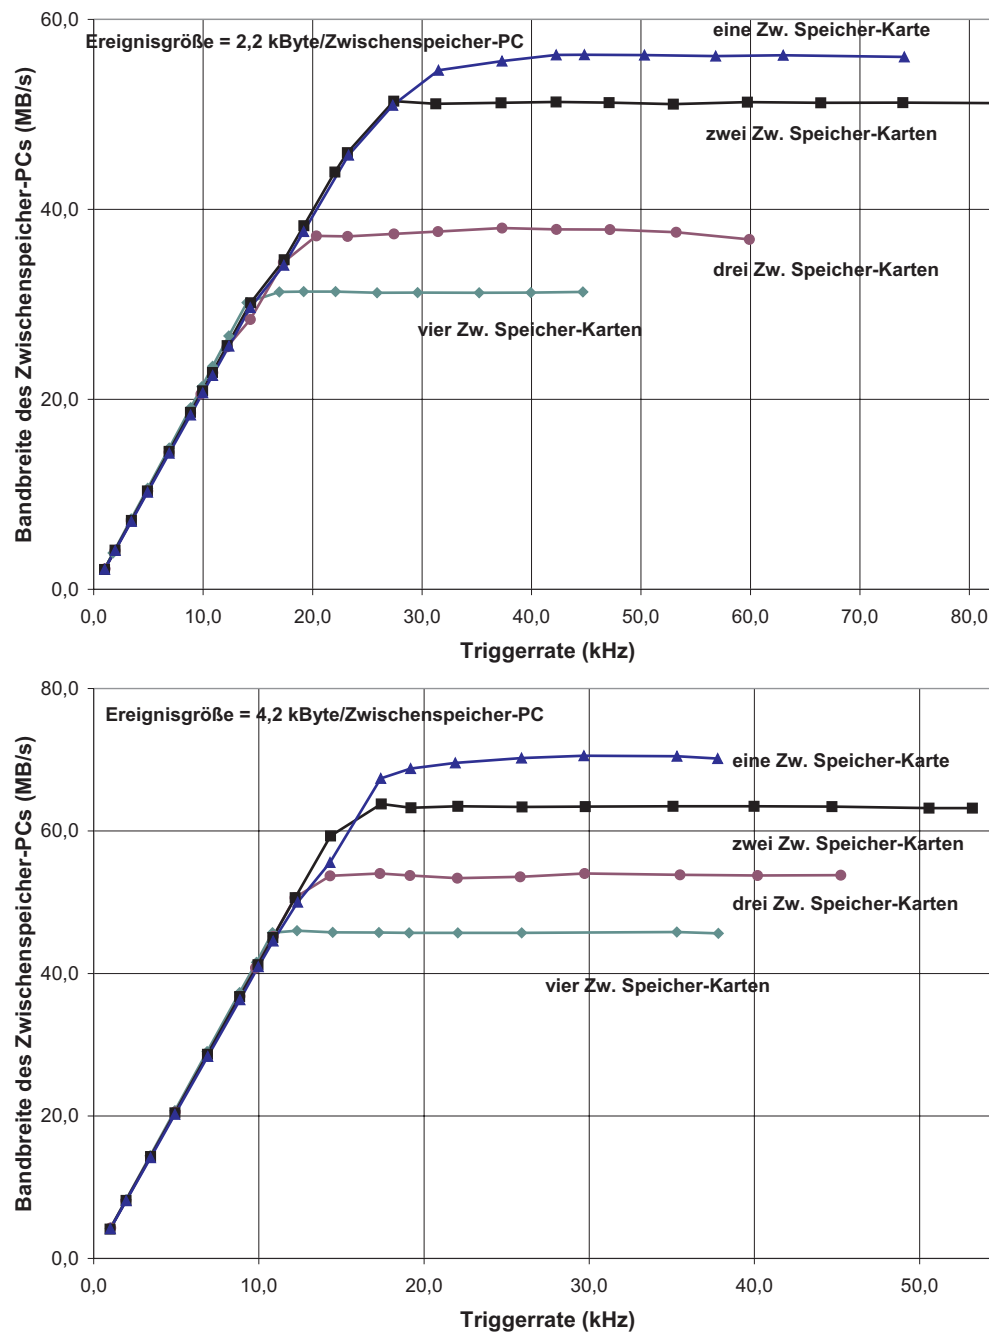 60,0
eine Zw. Speicher-Karte
Ereignisgröße = 2,2 kByte/Zwischenspeicher-PC
zwei Zw. Speicher-Karten
40,0
drei Zw. Speicher-Karten
vier Zw. Speicher-Karten
20,0
0,0
Bandbreite des Zwischenspeicher-PCs (MB/s)
0,0 10,0 20,0 30,0 40,0 50,0 60,0 70,0 80,0
Triggerrate (kHz)
80,0
Ereignisgröße = 4,2 kByte/Zwischenspeicher-PC
eine Zw. Speicher-Karte
60,0
zwei Zw. Speicher-Karten
drei Zw. Speicher-Karten
40,0
vier Zw. Speicher-Karten
20,0
0,0
Bandbreite des Zwischenspeicher-PCs (MB/s)
0,0 10,0 20,0 30,0 40,0 50,0
Triggerrate (kHz)